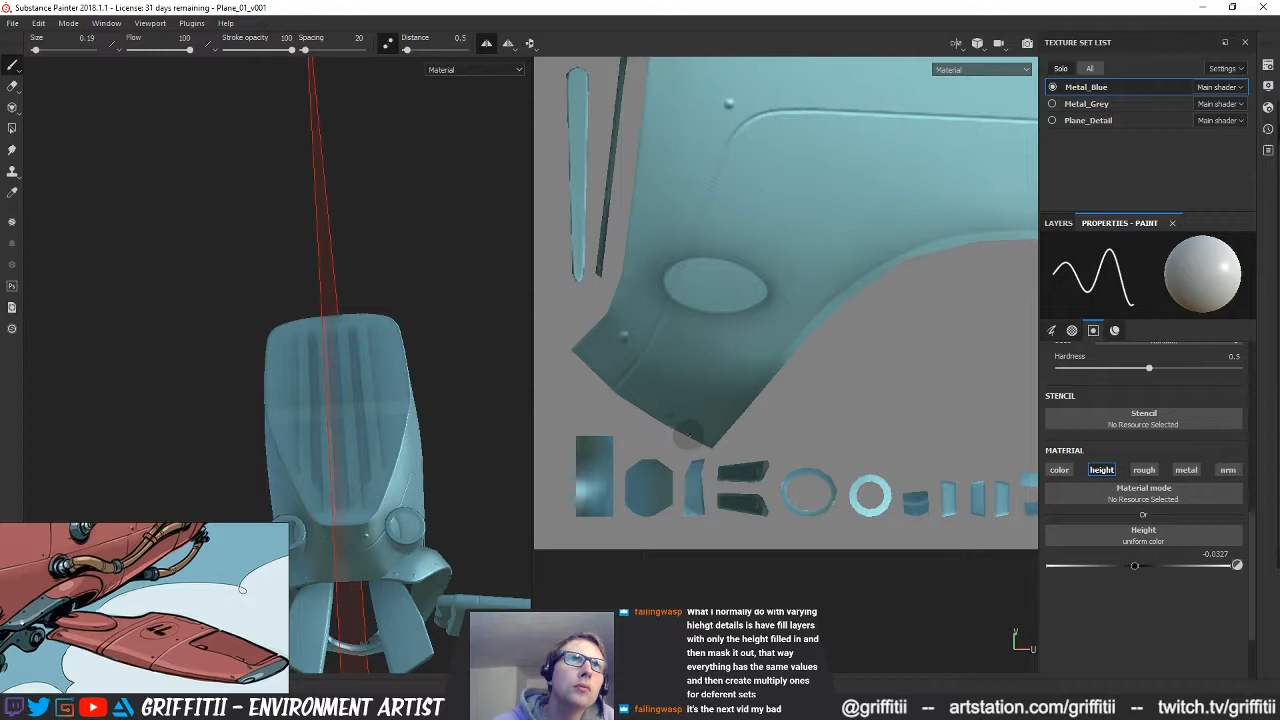 Substance Painter 2018.1.1 - License: 31 days remaining - Plane_01_v001
File Edit Mode Window Viewport Plugins Help
Size 0.19 Flow 100 Stroke opacity 100 Spacing 20 Distance 0.5
Material
Material
TEXTURE SET LIST
Solo All Settings
Metal_Blue Main shader
Metal_Grey Main shader
Plane_Detail Main shader
LAYERS PROPERTIES - PAINT
Hardness 0.5
STENCIL
Stencil
No Resource Selected
MATERIAL
color height rough metal nrm
Material mode
No Resource Selected
Or
Height
uniform color
-0.0327
Ps
U
failingwasp What I normally do with varying
hiehgt details is have fill layers
with only the height filled in and
then mask it out, that way
everything has the same values
and then create multiply ones
for deferent sets
failingwasp it's the next vid my bad
GRIFFITII - ENVIRONMENT ARTIST
@griffitii -- artstation.com/griffitii -- twitch.tv/griffitii